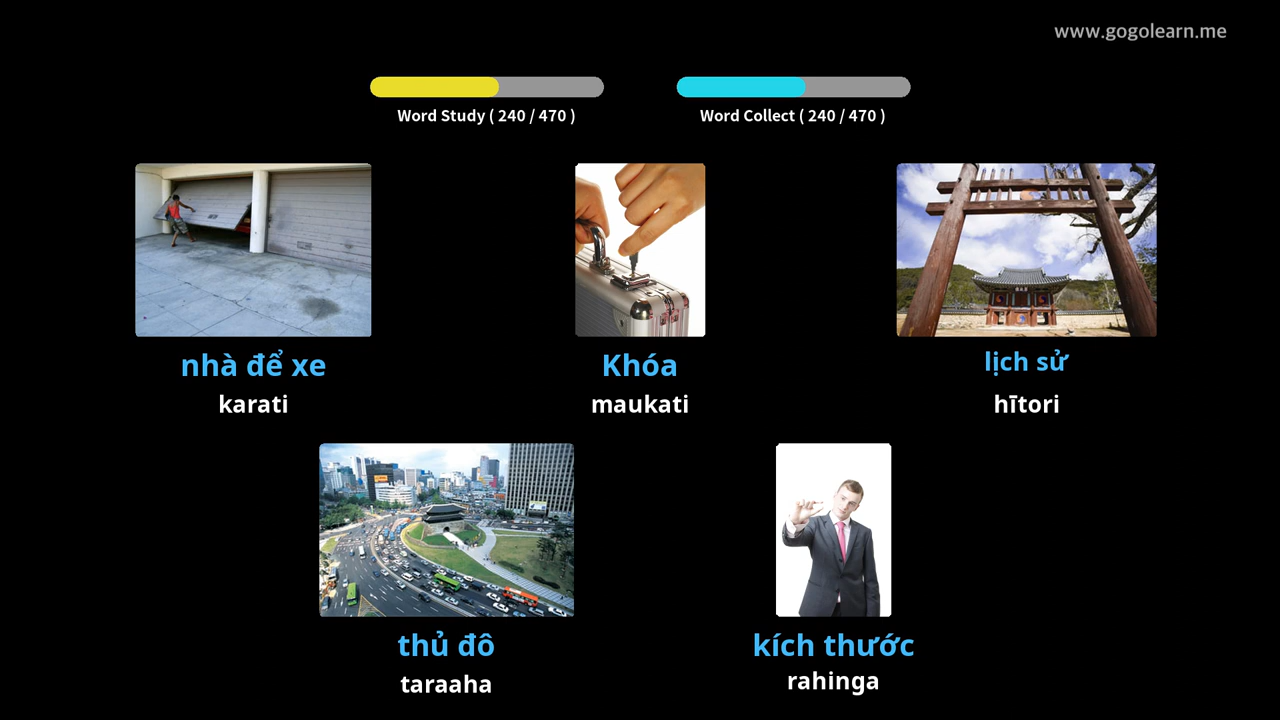 www.gogolearn.me
Word Study ( 240 / 470 )
Word Collect ( 240 / 470 )
nhà để xe
karati
Khóa
maukati
lịch sử
hītori
thủ đô
taraaha
kích thước
rahinga